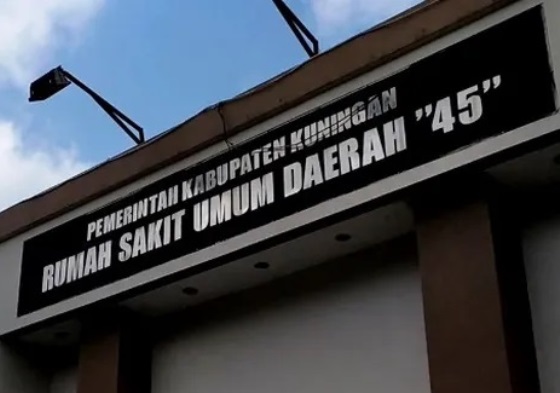 PEMERINTAH KABUPATEN KUNINGAN
RUMAH SAKIT UMUM DAERAH "45"